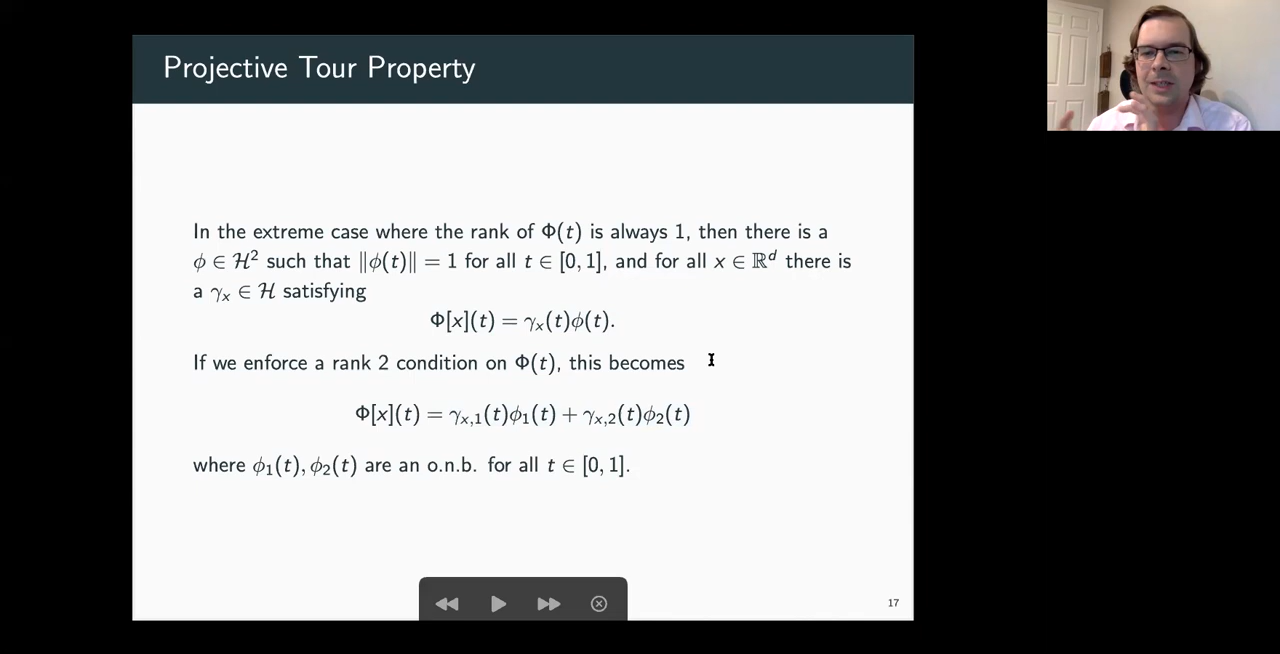 Projective Tour Property
In the extreme case where the rank of Φ(t) is always 1, then there is a
ϕ ∈ ℋ² such that ‖ϕ(t)‖ = 1 for all t ∈ [0, 1], and for all x ∈ ℝᵈ there is
a γₓ ∈ ℋ satisfying
Φ[x](t) = γₓ(t)ϕ(t).
If we enforce a rank 2 condition on Φ(t), this becomes
Φ[x](t) = γₓ,₁(t)ϕ₁(t) + γₓ,₂(t)ϕ₂(t)
where ϕ₁(t), ϕ₂(t) are an o.n.b. for all t ∈ [0, 1].
17